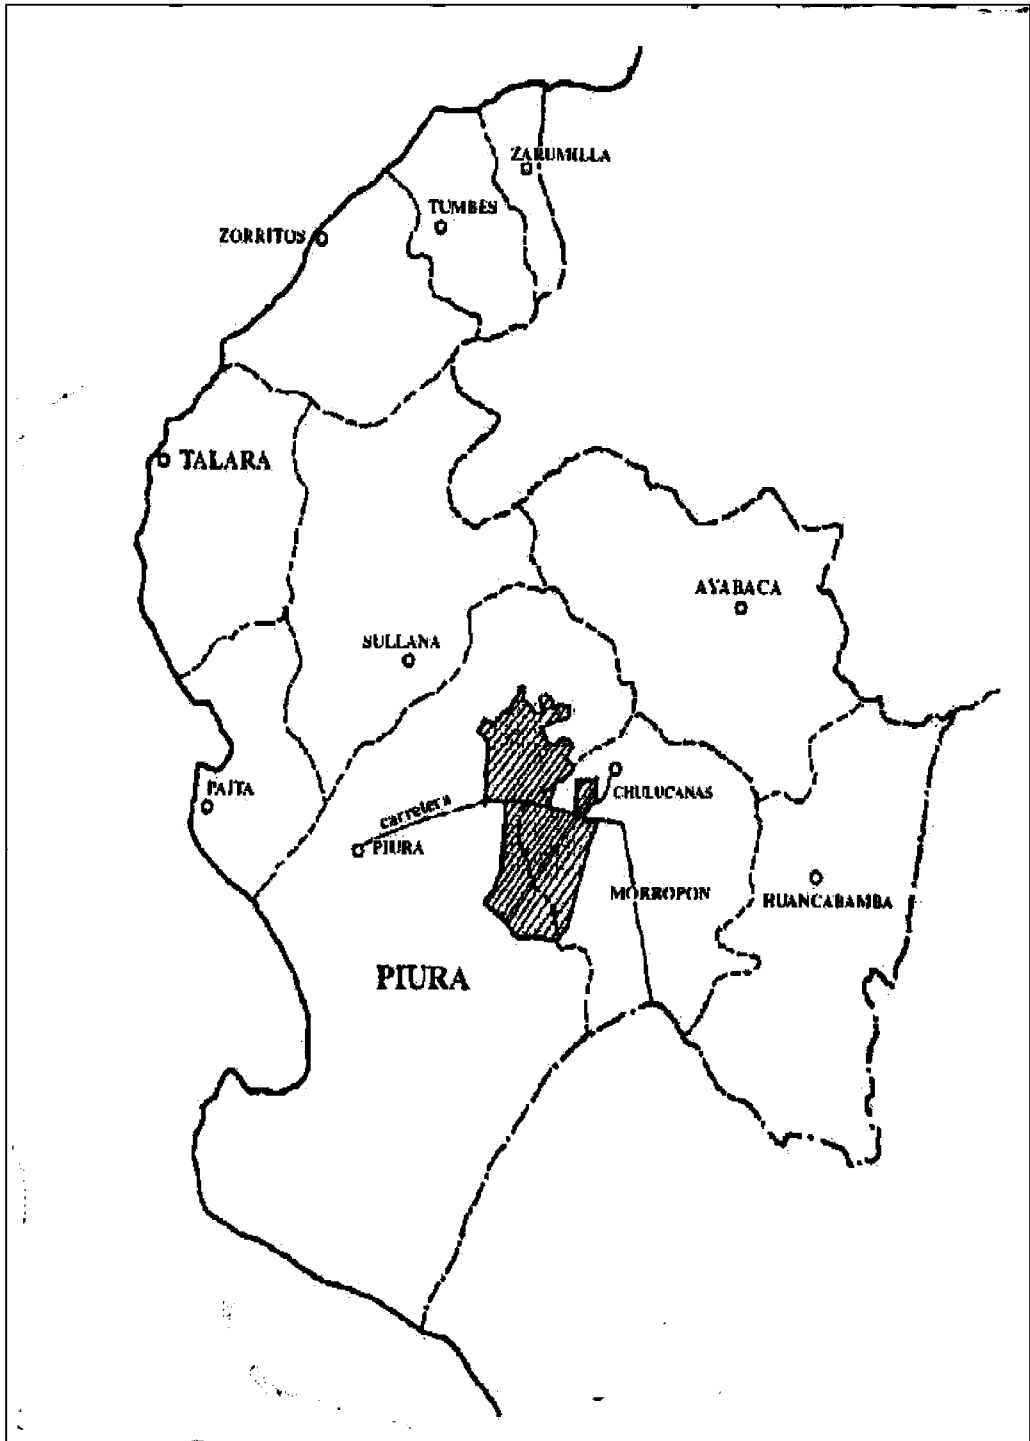 ZARUMILLA
TUMBES
ZORRITOS
TALARA
AYABACA
SULLANA
PAITA
CHULUCANAS
carretera
PIURA
MORROPON
HUANCABAMBA
PIURA